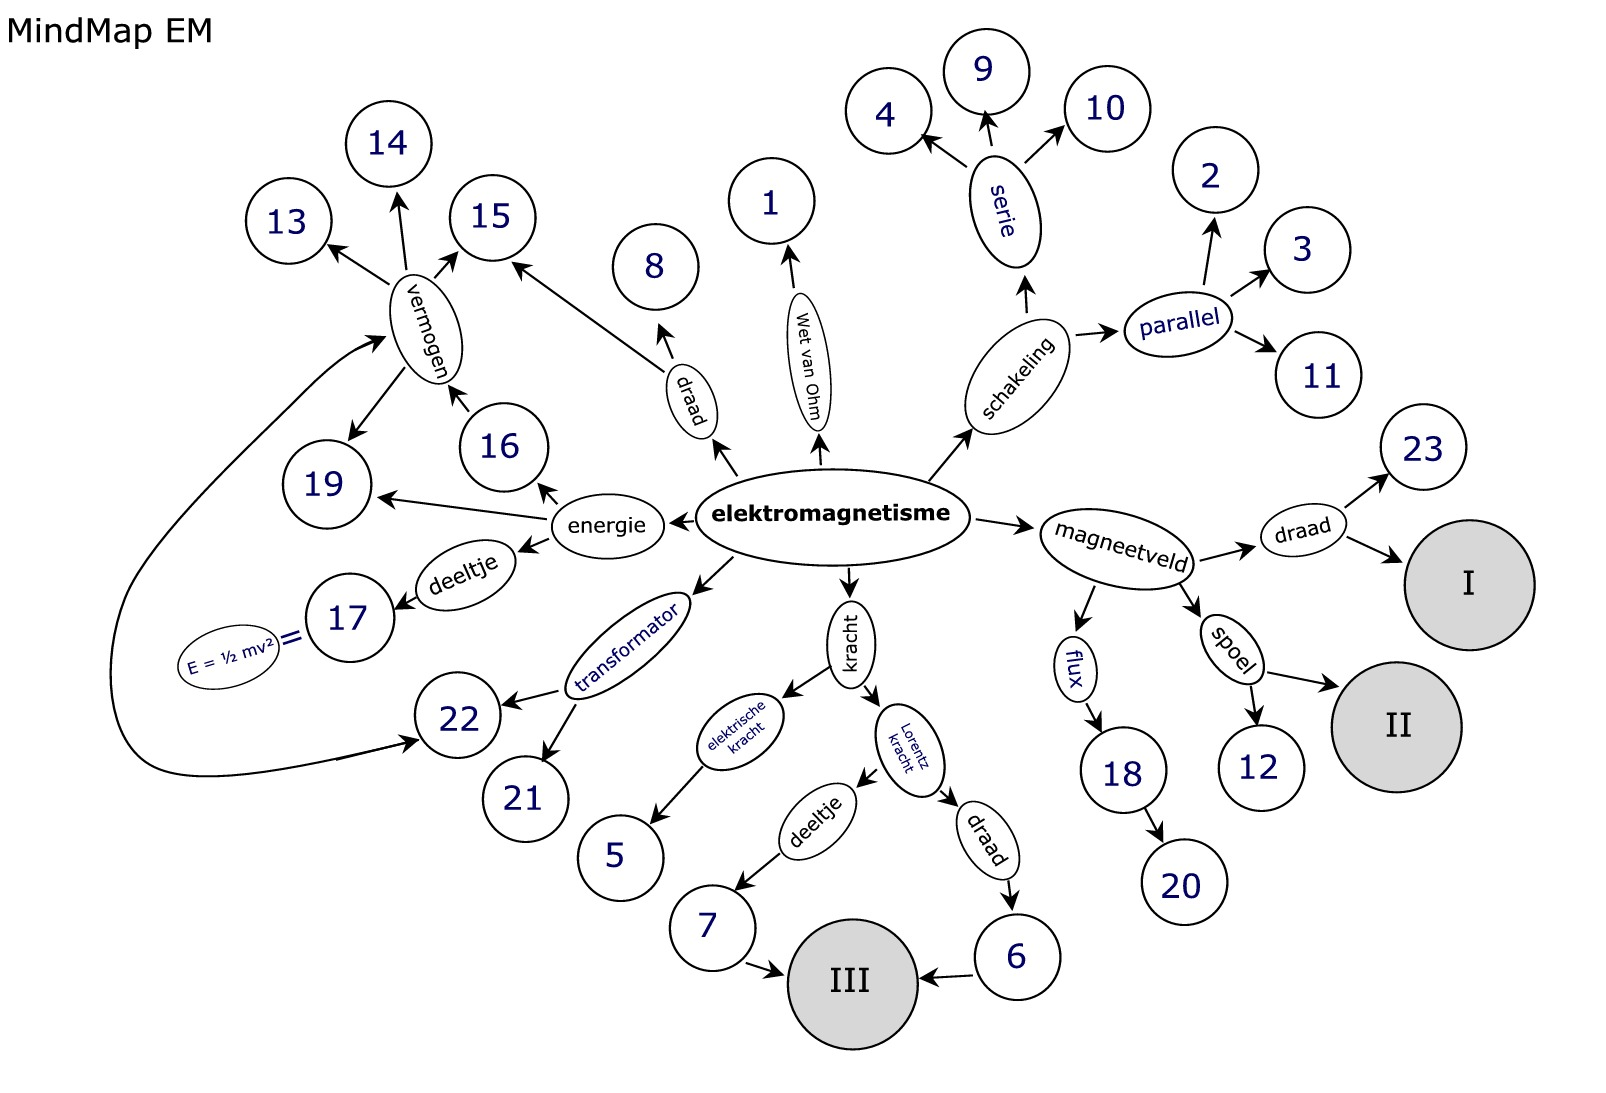 MindMap EM
9
4
10
14
2
13
15
1
serie
3
8
vermogen
Wet van Ohm
parallel
schakeling
11
draad
16
23
19
elektromagnetisme
energie
draad
magneetveld
deeltje
I
17
=
E = ½ mv²
transformator
kracht
spoel
flux
22
elektrische
kracht
Lorentz
kracht
II
18
12
21
deeltje
draad
5
20
7
6
III